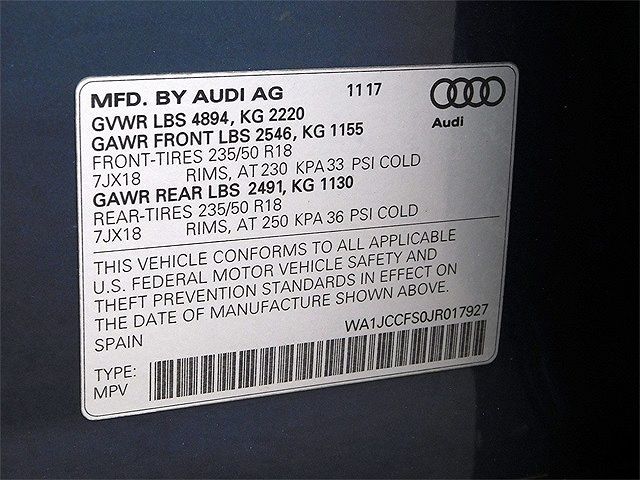 MFD. BY AUDI AG 11 17
Audi
GVWR LBS 4894, KG 2220
GAWR FRONT LBS 2546, KG 1155
FRONT-TIRES 235/50 R18
7JX18 RIMS, AT 230 KPA 33 PSI COLD
GAWR REAR LBS 2491, KG 1130
REAR-TIRES 235/50 R18
7JX18 RIMS, AT 250 KPA 36 PSI COLD
THIS VEHICLE CONFORMS TO ALL APPLICABLE
U.S. FEDERAL MOTOR VEHICLE SAFETY AND
THEFT PREVENTION STANDARDS IN EFFECT ON
THE DATE OF MANUFACTURE SHOWN ABOVE.
SPAIN WA1JCCFS0JR017927
TYPE:
MPV